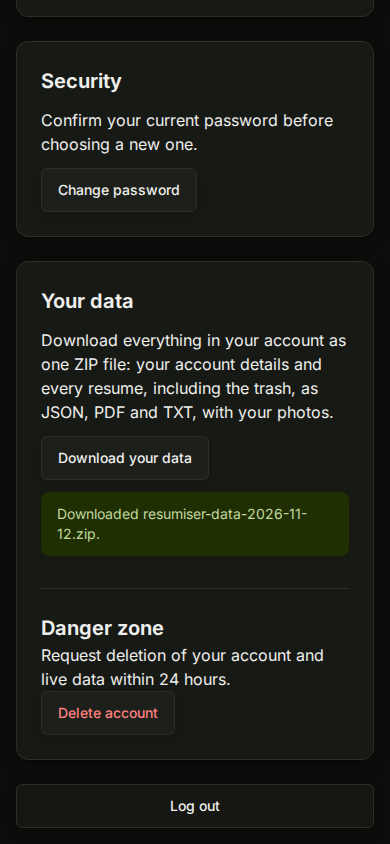 Security
Confirm your current password before
choosing a new one.
Change password
Your data
Download everything in your account as
one ZIP file: your account details and
every resume, including the trash, as
JSON, PDF and TXT, with your photos.
Download your data
Downloaded resumiser-data-2026-11-
12.zip.
Danger zone
Request deletion of your account and
live data within 24 hours.
Delete account
Log out